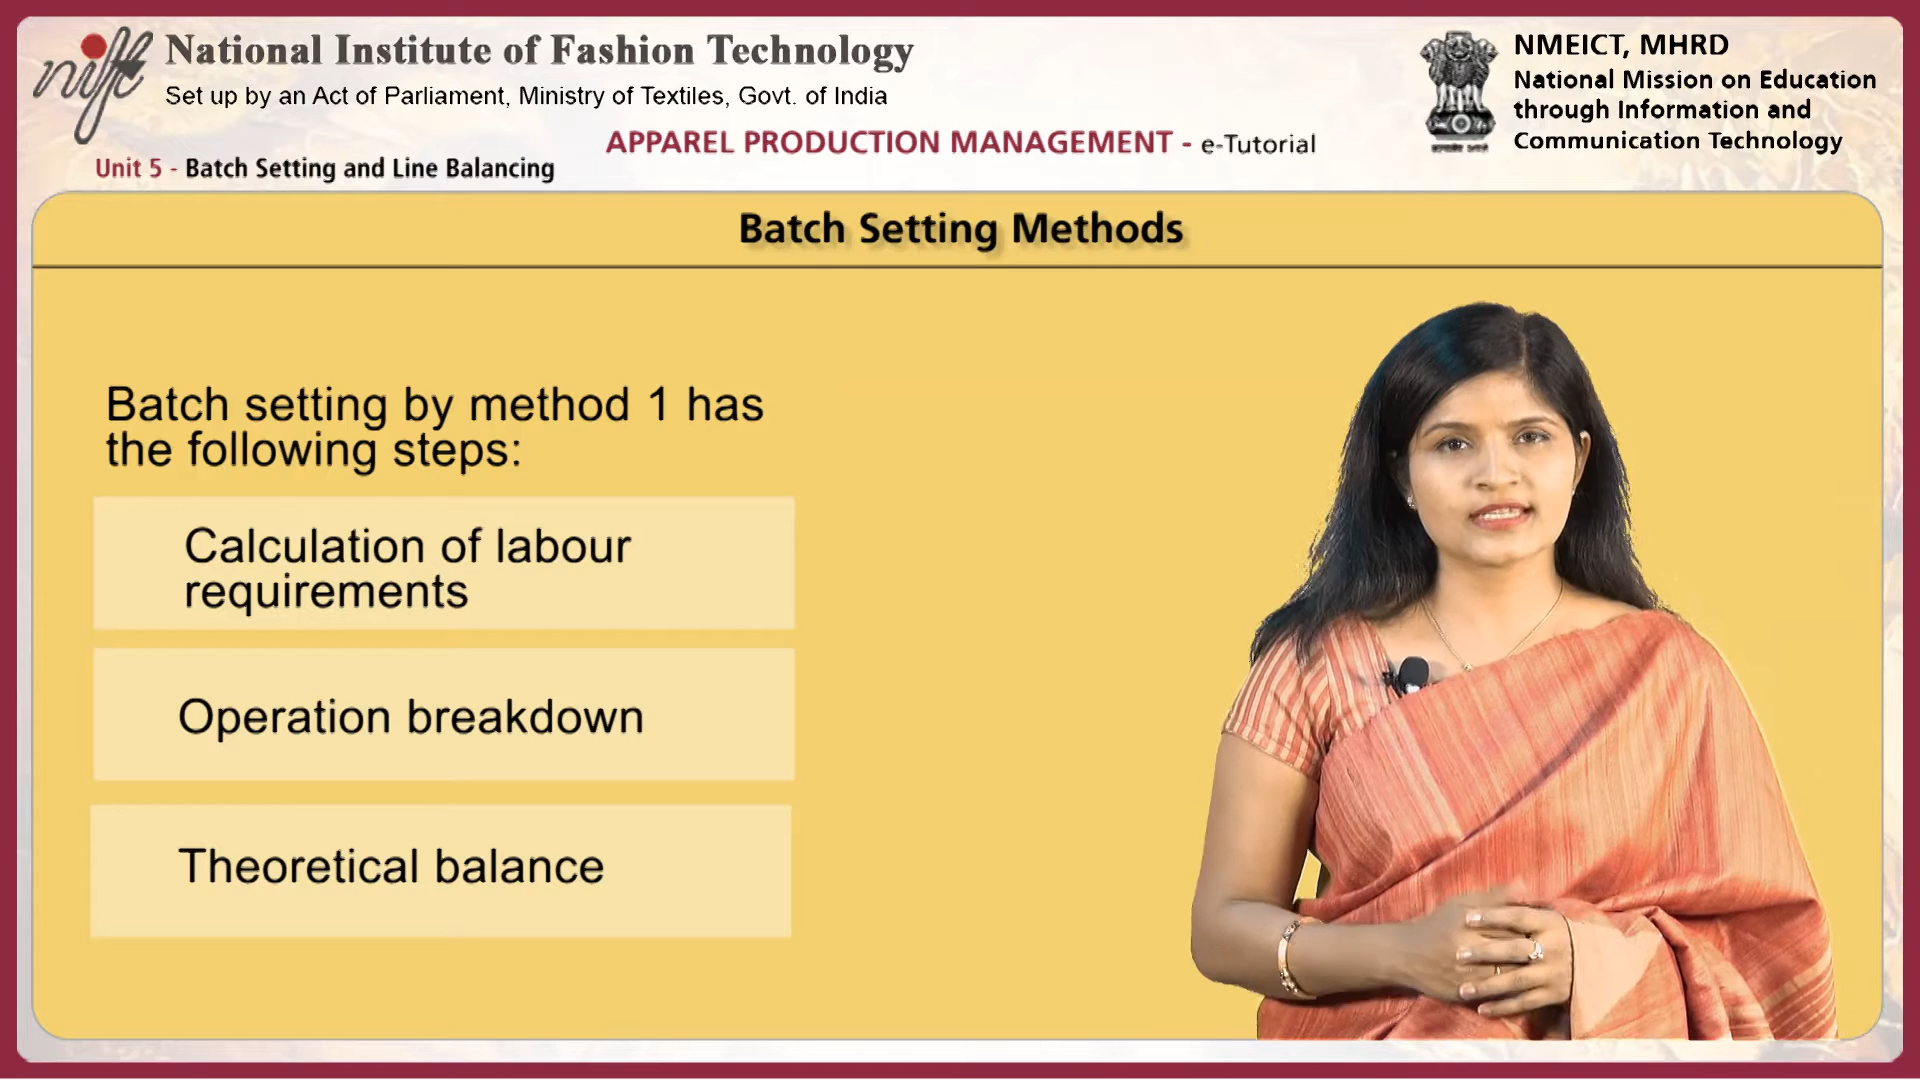 nift
National Institute of Fashion Technology
Set up by an Act of Parliament, Ministry of Textiles, Govt. of India
NMEICT, MHRD
National Mission on Education
through Information and
Communication Technology
APPAREL PRODUCTION MANAGEMENT - e-Tutorial
Unit 5 - Batch Setting and Line Balancing
Batch Setting Methods
Batch setting by method 1 has
the following steps:
Calculation of labour
requirements
Operation breakdown
Theoretical balance